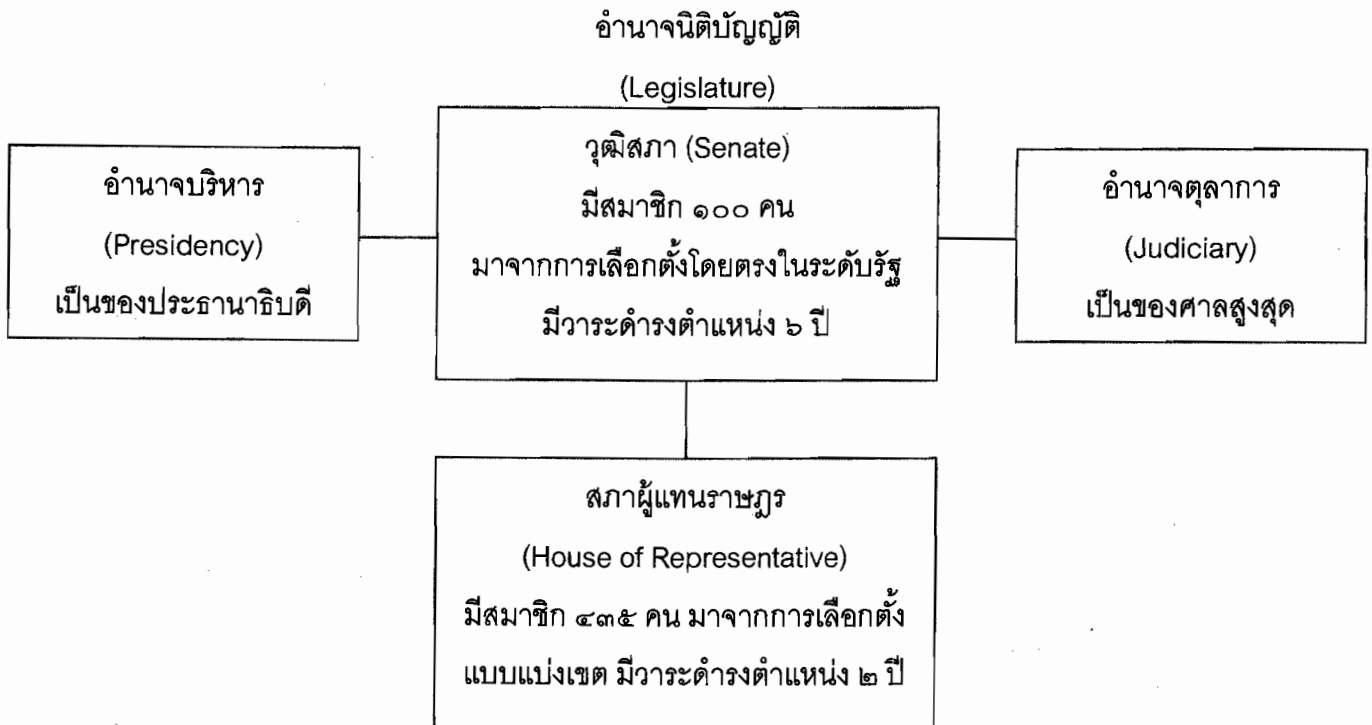 อำนาจนิติบัญญัติ
(Legislature)
อำนาจบริหาร
(Presidency)
เป็นของประธานาธิบดี
วุฒิสภา (Senate)
มีสมาชิก ๑๐๐ คน
มาจากการเลือกตั้งโดยตรงในระดับรัฐ
มีวาระดำรงตำแหน่ง ๖ ปี
อำนาจตุลาการ
(Judiciary)
เป็นของศาลสูงสุด
สภาผู้แทนราษฎร
(House of Representative)
มีสมาชิก ๔๓๕ คน มาจากการเลือกตั้ง
แบบแบ่งเขต มีวาระดำรงตำแหน่ง ๒ ปี